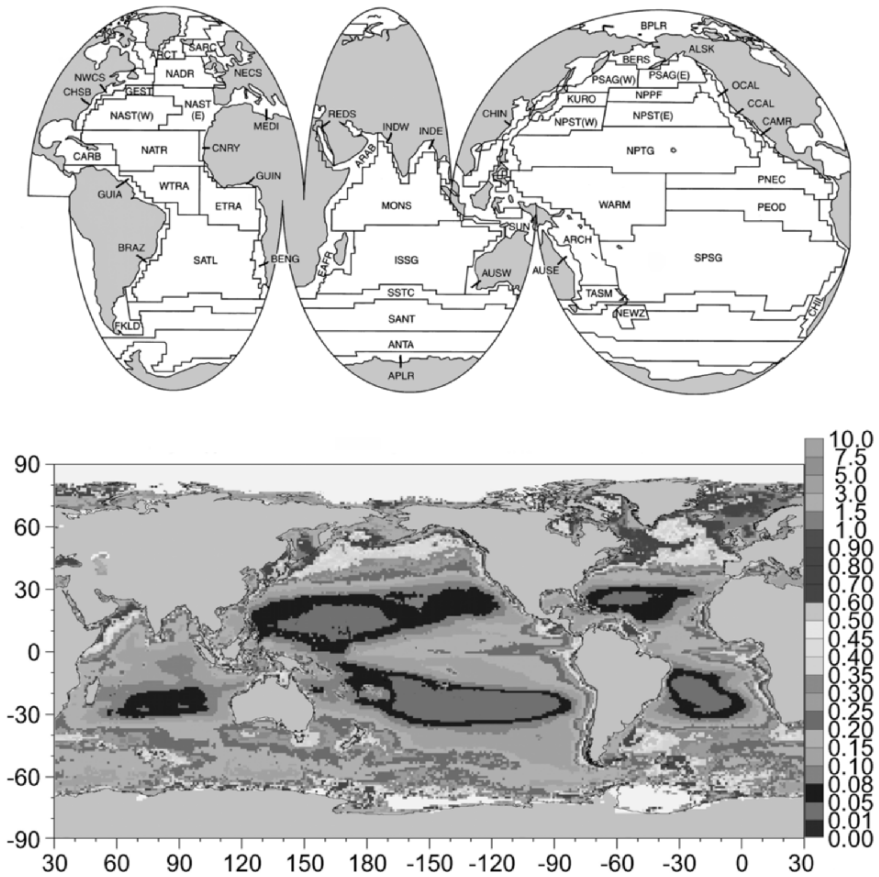 BPLR
ARCT
SARC
ALSK
BERS
NWCS
NADR
NECS
PSAG(W)
PSAG(E)
CHSB
GEST
OCAL
KURO
NPPF
CCAL
NAST(W)
NAST
(E)
MEDI
REDS
INDW
INDE
CHIN
NPST(W)
NPST(E)
CAMR
CARB
NATR
CNRY
ARAB
NPTG
GUIN
PNEC
GUIA
WTRA
ETRA
MONS
WARM
PEOD
SUN
BRAZ
SATL
BENG
EAFR
ISSG
AUSW
AUSE
ARCH
SPSG
SSTC
TASM
CHIL
FKLD
SANT
NEWZ
ANTA
APLR
90
60
30
0
-30
-60
-90
30 60 90 120 150 180 -150 -120 -90 -60 -30 0 30
10.0
7.5
5.0
3.0
1.5
1.0
0.90
0.80
0.70
0.60
0.50
0.45
0.40
0.35
0.30
0.25
0.20
0.15
0.10
0.08
0.05
0.01
0.00